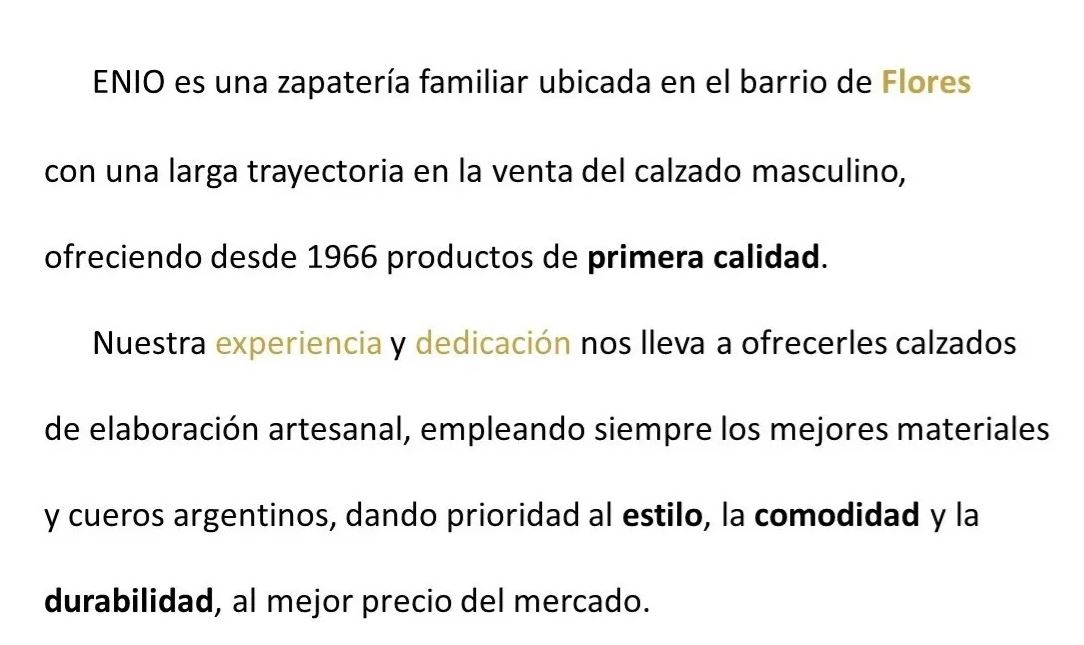 ENIO es una zapatería familiar ubicada en el barrio de Flores
con una larga trayectoria en la venta del calzado masculino,
ofreciendo desde 1966 productos de primera calidad.
Nuestra experiencia y dedicación nos lleva a ofrecerles calzados
de elaboración artesanal, empleando siempre los mejores materiales
y cueros argentinos, dando prioridad al estilo, la comodidad y la
durabilidad, al mejor precio del mercado.